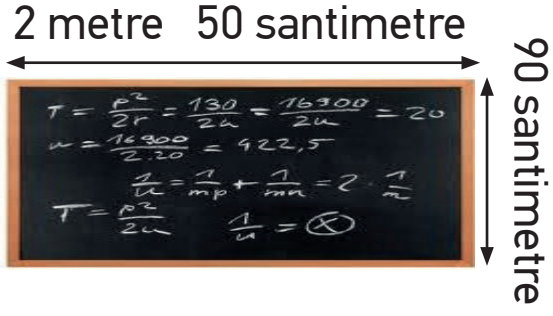 2 metre 50 santimetre
90 santimetre
T = p²/2r = 130/2u = 16900/2u = 20
u = 16900/2.20 = 422,5
1/u = 1/mp + 1/mn = 2 · 1/m
T = p²/2u 1/u = ⓧ